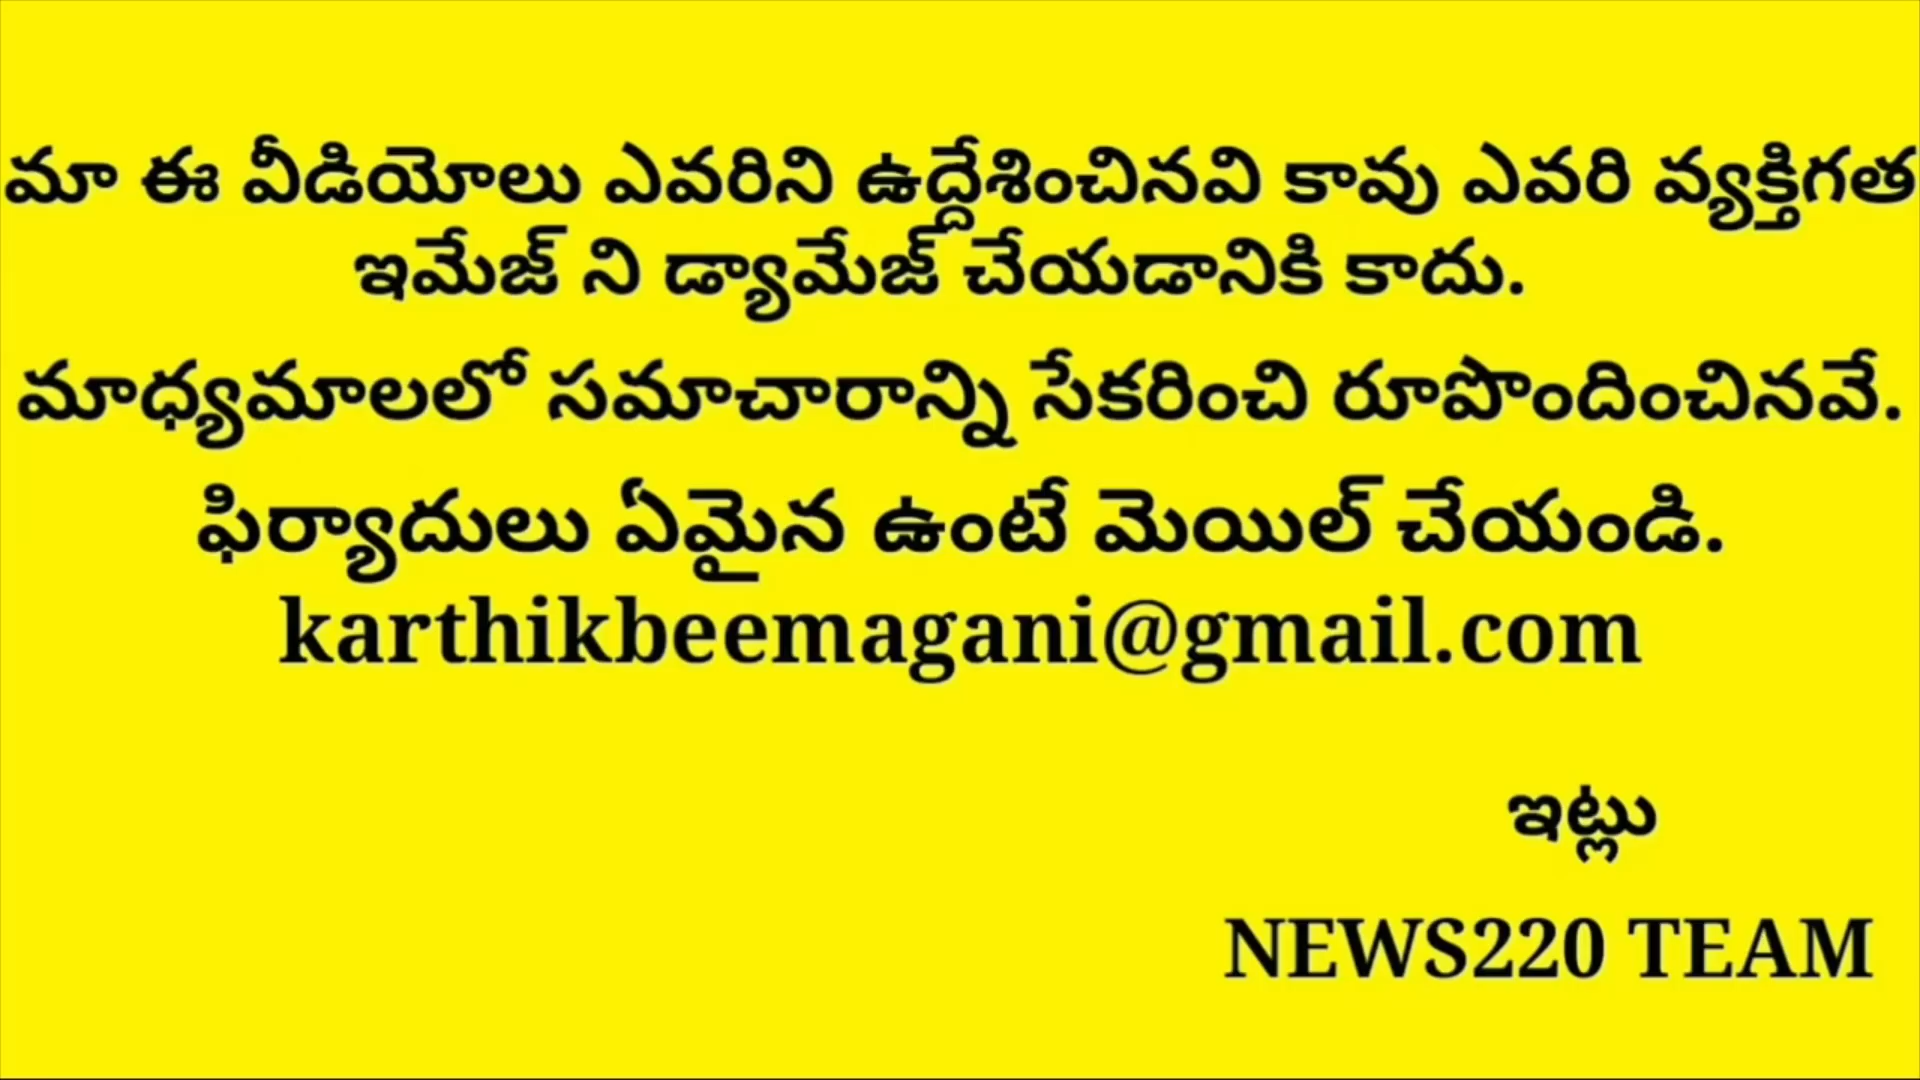 మా ఈ వీడియోలు ఎవరిని ఉద్దేశించినవి కావు ఎవరి వ్యక్తిగత
ఇమేజ్ ని డ్యామేజ్ చేయడానికి కాదు.
మాధ్యమాలలో సమాచారాన్ని సేకరించి రూపొందించినవే.
ఫిర్యాదులు ఏమైన ఉంటే మెయిల్ చేయండి.
karthikbeemagani@gmail.com
ఇట్లు
NEWS220 TEAM